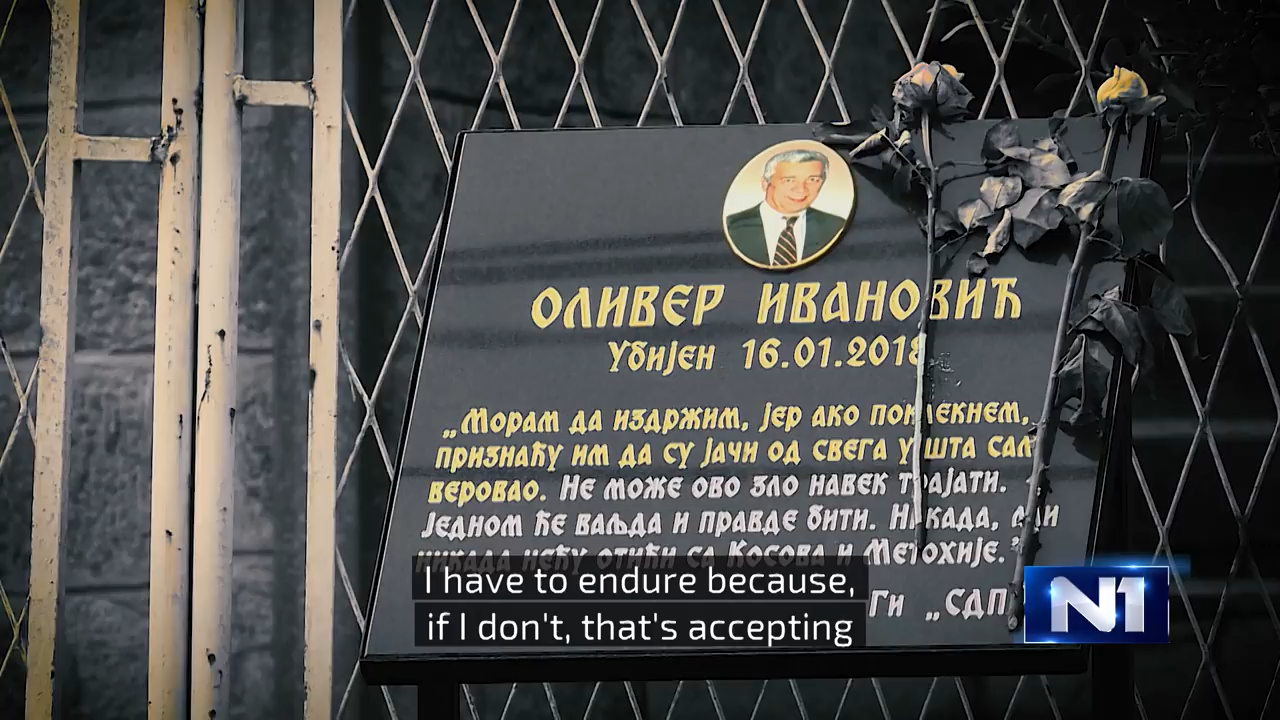 ОЛИВЕР ИВАНОВИЋ
Убијен 16.01.2018
„Морам да издржим, јер ако поклекнем,
признаћу им да су јачи од свега у шта сам
веровао. Не може ово зло навек трајати.
Једном ће ваљда и правде бити. Никада, али
никада нећу отићи са Косова и Метохије.“
ги „СДП
I have to endure because,
if I don't, that's accepting
N1